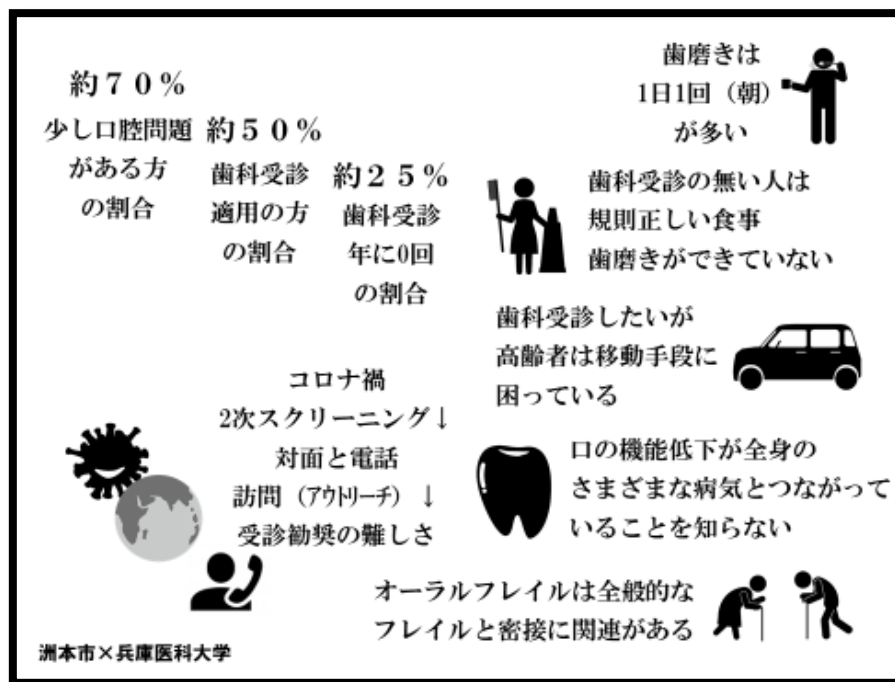 約７０%
少し口腔問題
がある方
の割合
約５０%
歯科受診
適用の方
の割合
約２５%
歯科受診
年に0回
の割合
歯磨きは
1日1回（朝）
が多い
歯科受診の無い人は
規則正しい食事
歯磨きができていない
歯科受診したいが
高齢者は移動手段に
困っている
コロナ禍
2次スクリーニング↓
対面と電話
訪問（アウトリーチ）↓
受診勧奨の難しさ
口の機能低下が全身の
さまざまな病気とつながって
いることを知らない
オーラルフレイルは全般的な
フレイルと密接に関連がある
洲本市×兵庫医科大学